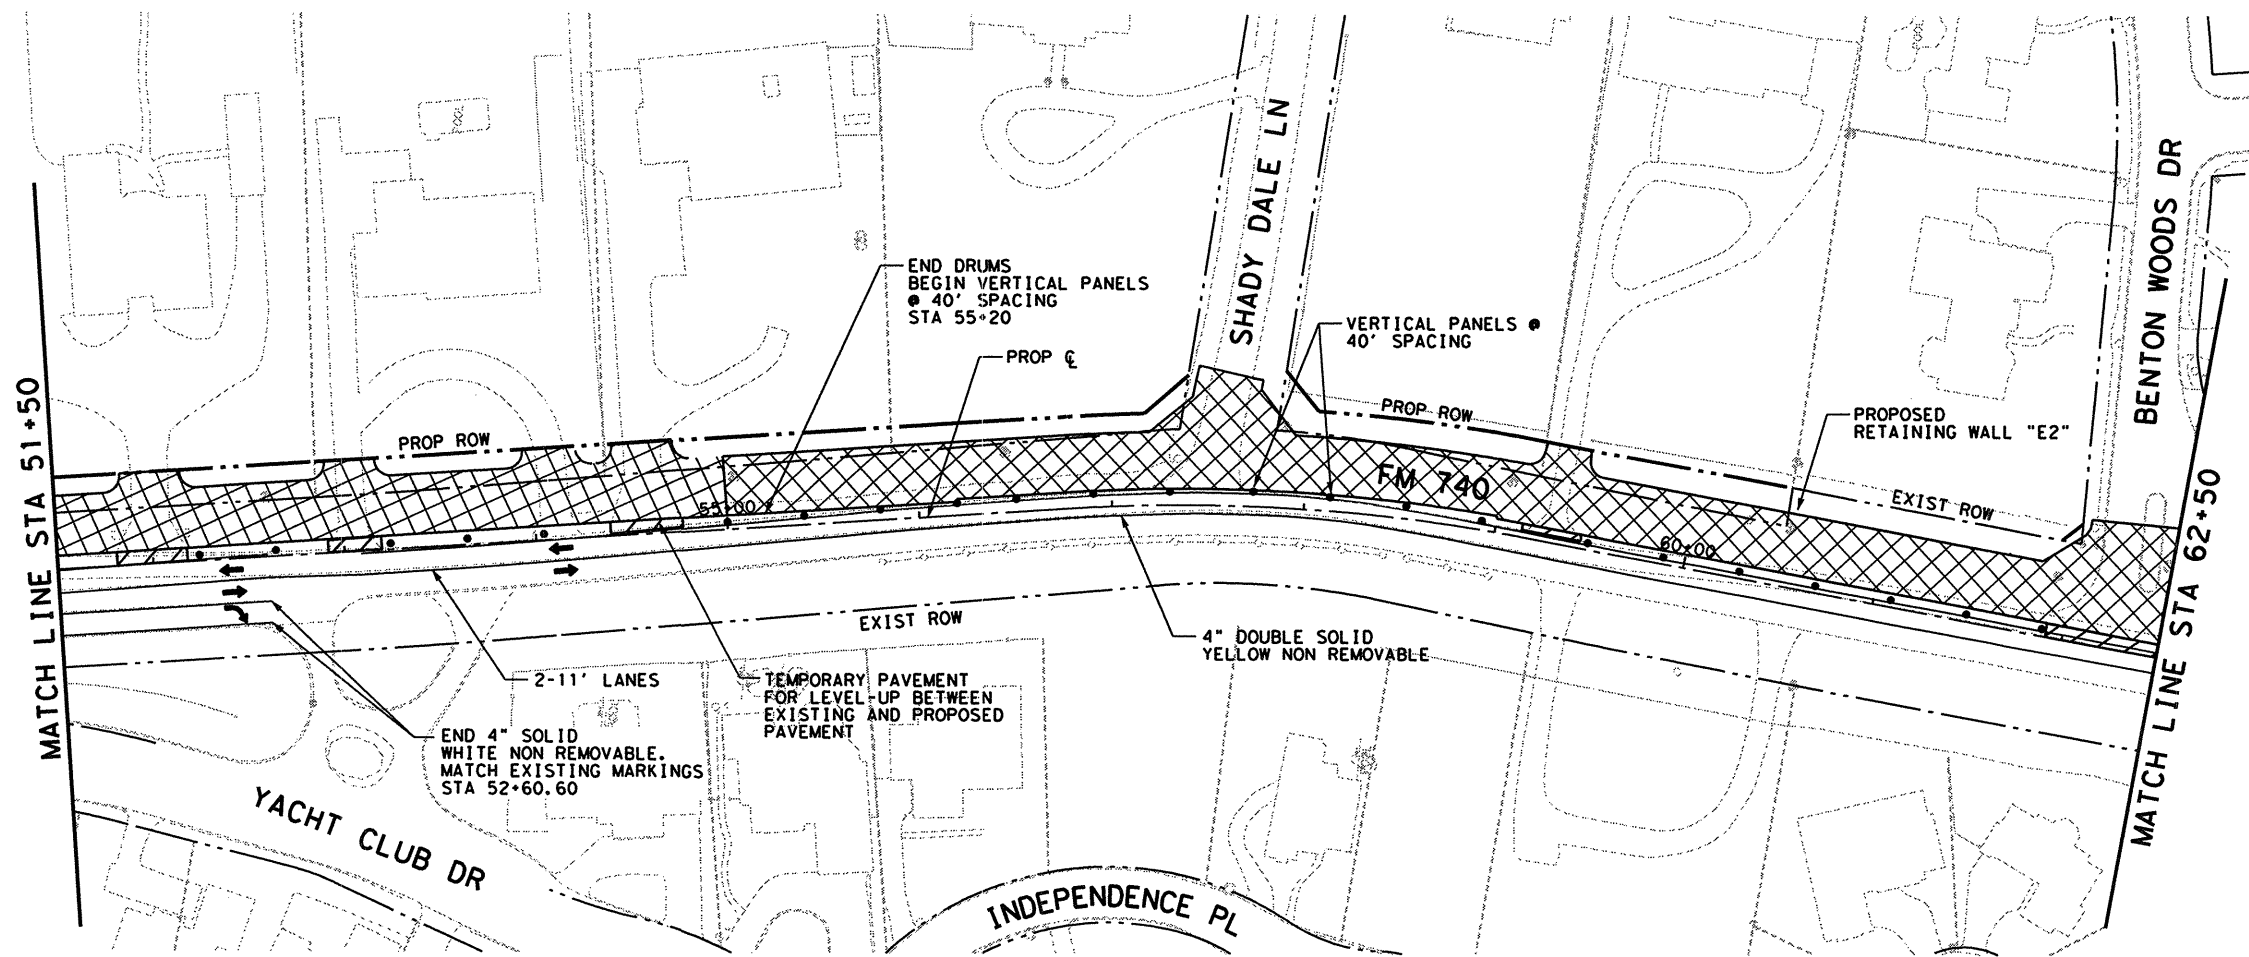 SHADY DALE LN
BENTON WOODS DR
END DRUMS
BEGIN VERTICAL PANELS
@ 40' SPACING
STA 55+20
PROP ℄
VERTICAL PANELS @
40' SPACING
PROP ROW
PROPOSED
RETAINING WALL "E2"
PROP ROW
MATCH LINE STA 51+50
FM 740
EXIST ROW
55+00
60+00
MATCH LINE STA 62+50
EXIST ROW
4" DOUBLE SOLID
YELLOW NON REMOVABLE
2-11' LANES
TEMPORARY PAVEMENT
FOR LEVEL-UP BETWEEN
EXISTING AND PROPOSED
PAVEMENT
END 4" SOLID
WHITE NON REMOVABLE.
MATCH EXISTING MARKINGS
STA 52+60.60
YACHT CLUB DR
INDEPENDENCE PL